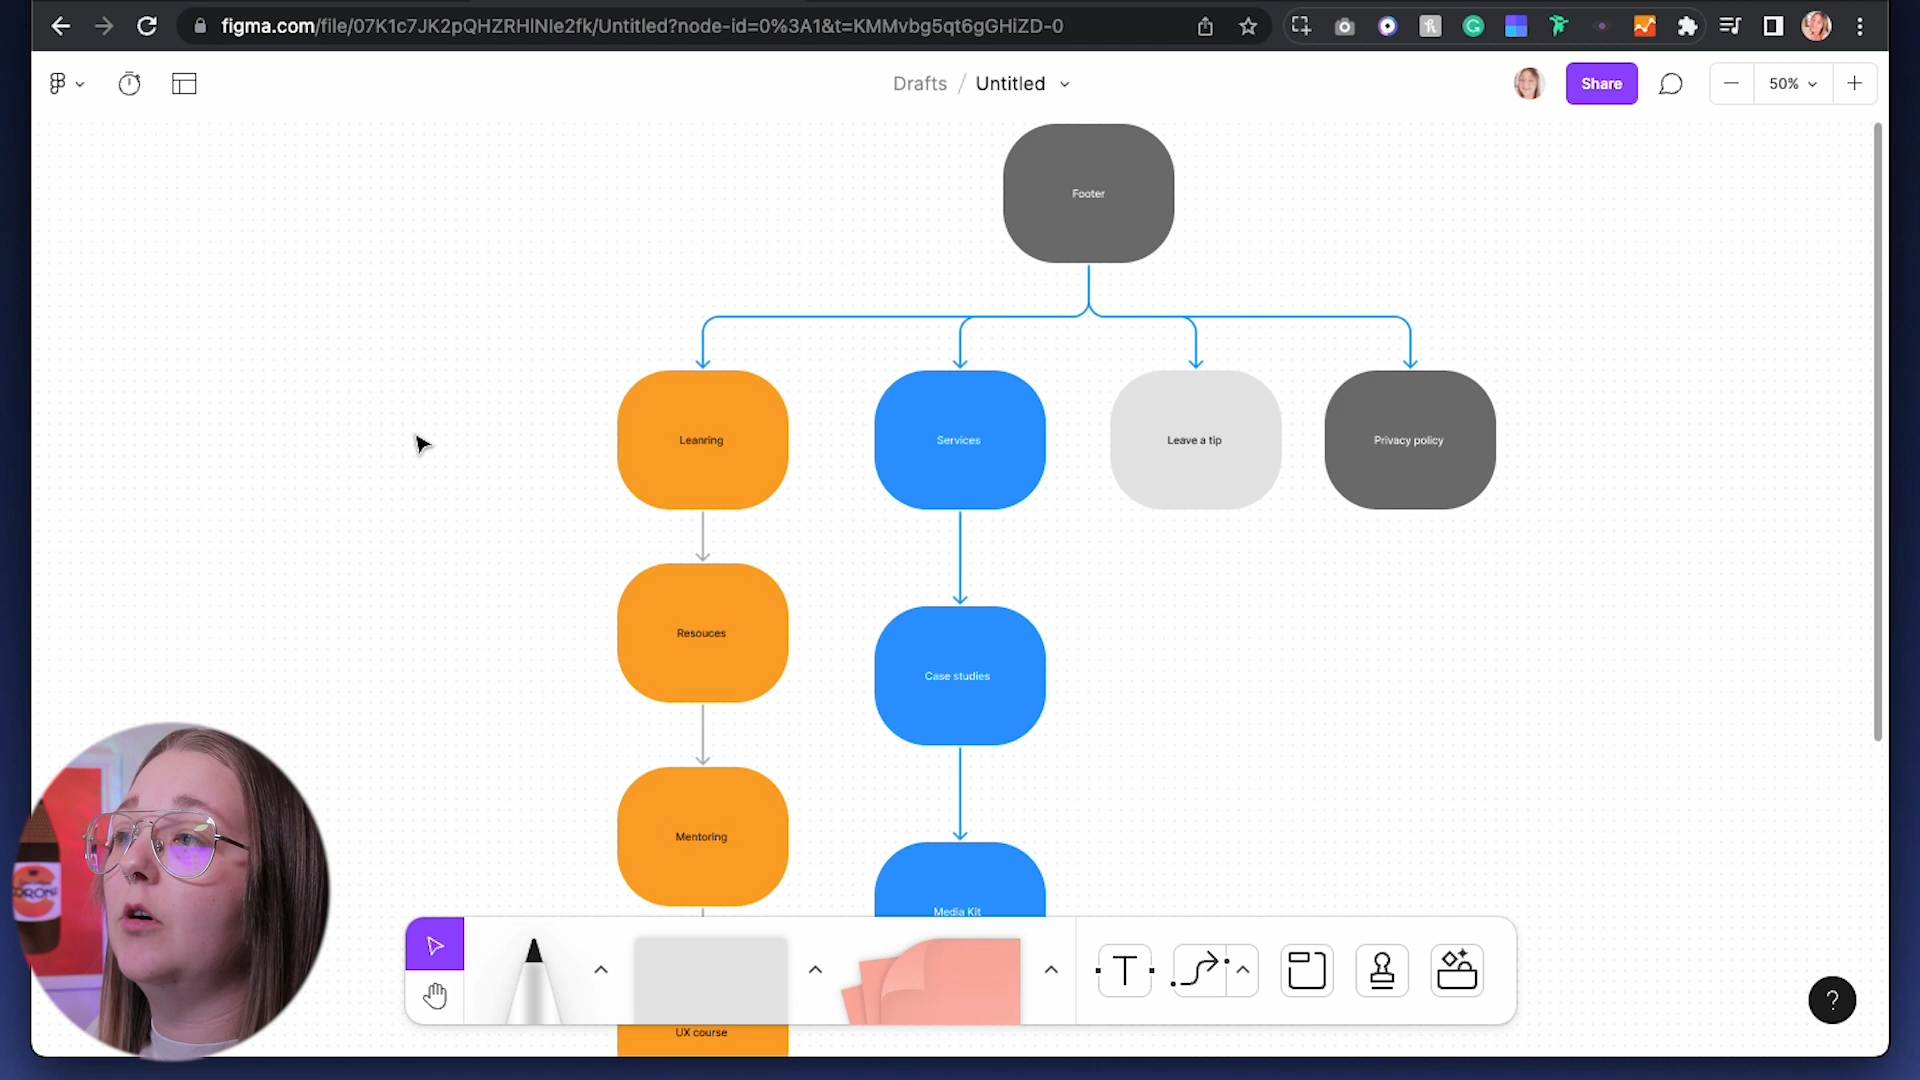 figma.com/file/07K1c7JK2pQHZRHlNle2fk/Untitled?node-id=0%3A1&t=KMMvbg5qt6gGHiZD-0
Drafts / Untitled
Share
50%
Footer
Leanring
Services
Leave a tip
Privacy policy
Resouces
Case studies
Mentoring
Media Kit
T
UX course
?